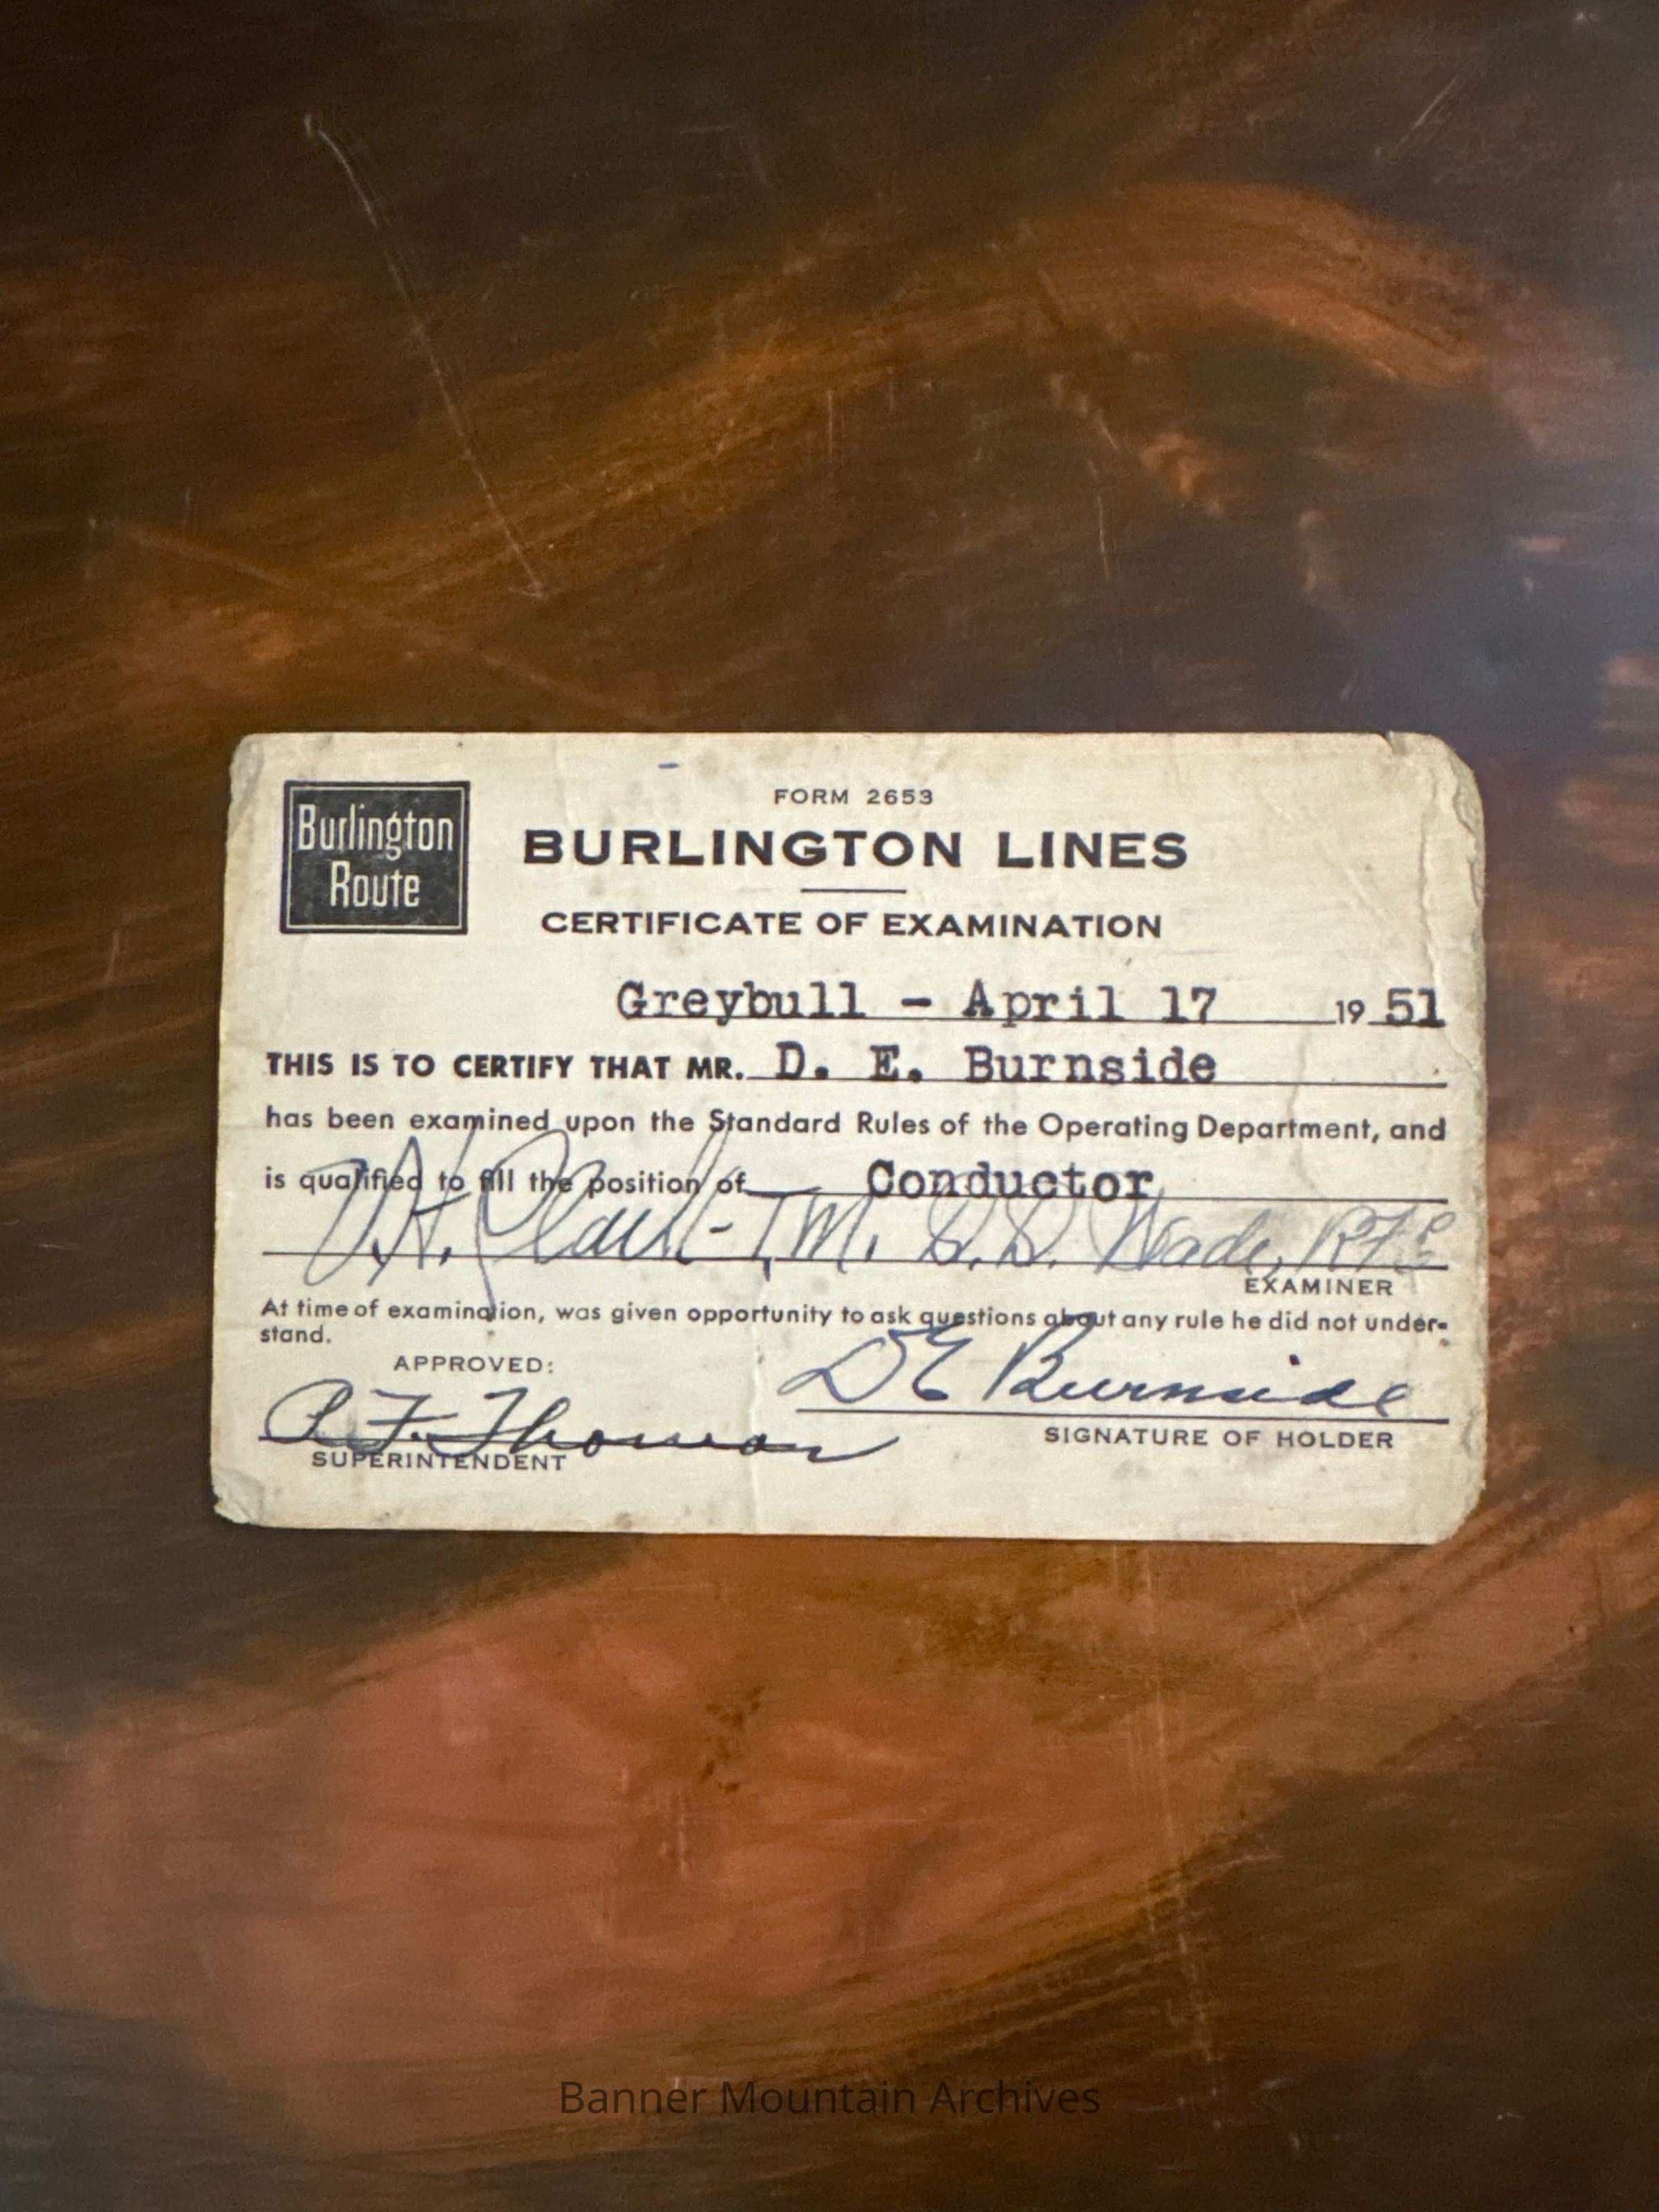 Burlington
Route
FORM 2653
BURLINGTON LINES
CERTIFICATE OF EXAMINATION
Greybull - April 17 19 51
THIS IS TO CERTIFY THAT MR. D. E. Burnside
has been examined upon the Standard Rules of the Operating Department, and
is qualified to fill the position of Conductor
T.M. Wade,
EXAMINER
At time of examination, was given opportunity to ask questions about any rule he did not under-
stand.
APPROVED:
D E Burnside
SIGNATURE OF HOLDER
SUPERINTENDENT
Banner Mountain Archives